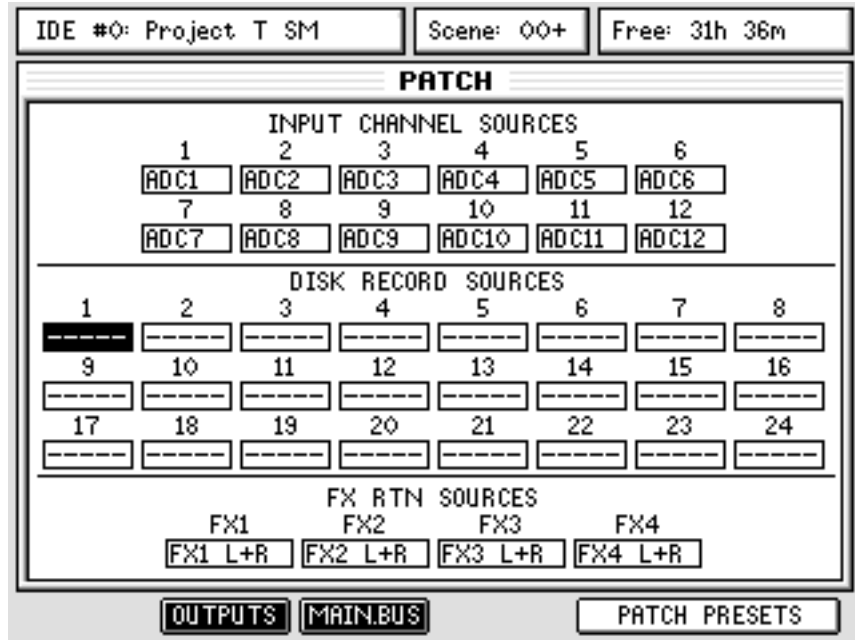 IDE #0: Project T SM Scene: 00+ Free: 31h 36m
PATCH
INPUT CHANNEL SOURCES
1 2 3 4 5 6
ADC1 ADC2 ADC3 ADC4 ADC5 ADC6
7 8 9 10 11 12
ADC7 ADC8 ADC9 ADC10 ADC11 ADC12
DISK RECORD SOURCES
1 2 3 4 5 6 7 8
----- ----- ----- ----- ----- ----- ----- -----
9 10 11 12 13 14 15 16
----- ----- ----- ----- ----- ----- ----- -----
17 18 19 20 21 22 23 24
----- ----- ----- ----- ----- ----- ----- -----
FX RTN SOURCES
FX1 FX2 FX3 FX4
FX1 L+R FX2 L+R FX3 L+R FX4 L+R
OUTPUTS MAIN.BUS PATCH PRESETS